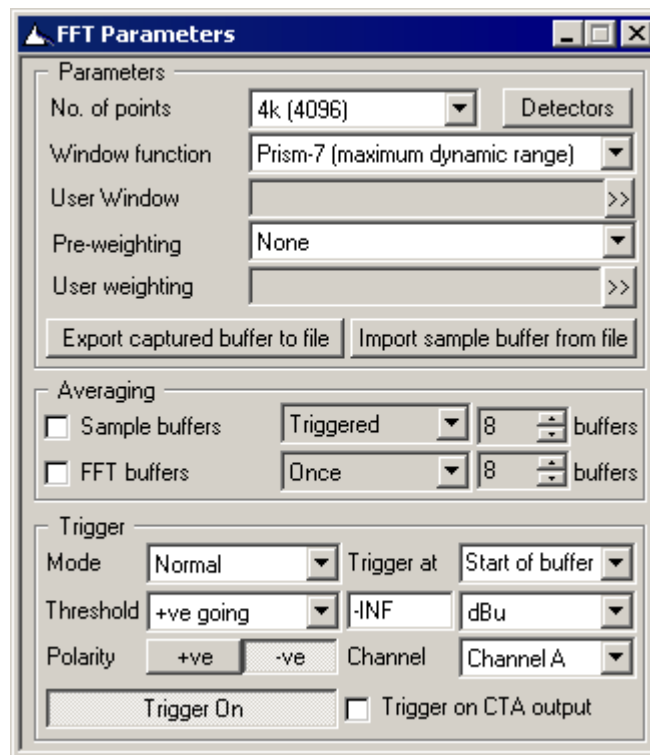 FFT Parameters
Parameters
No. of points 4k (4096) Detectors
Window function Prism-7 (maximum dynamic range)
User Window >>
Pre-weighting None
User weighting >>
Export captured buffer to file Import sample buffer from file
Averaging
Sample buffers Triggered 8 buffers
FFT buffers Once 8 buffers
Trigger
Mode Normal Trigger at Start of buffer
Threshold +ve going -INF dBu
Polarity +ve -ve Channel Channel A
Trigger On Trigger on CTA output